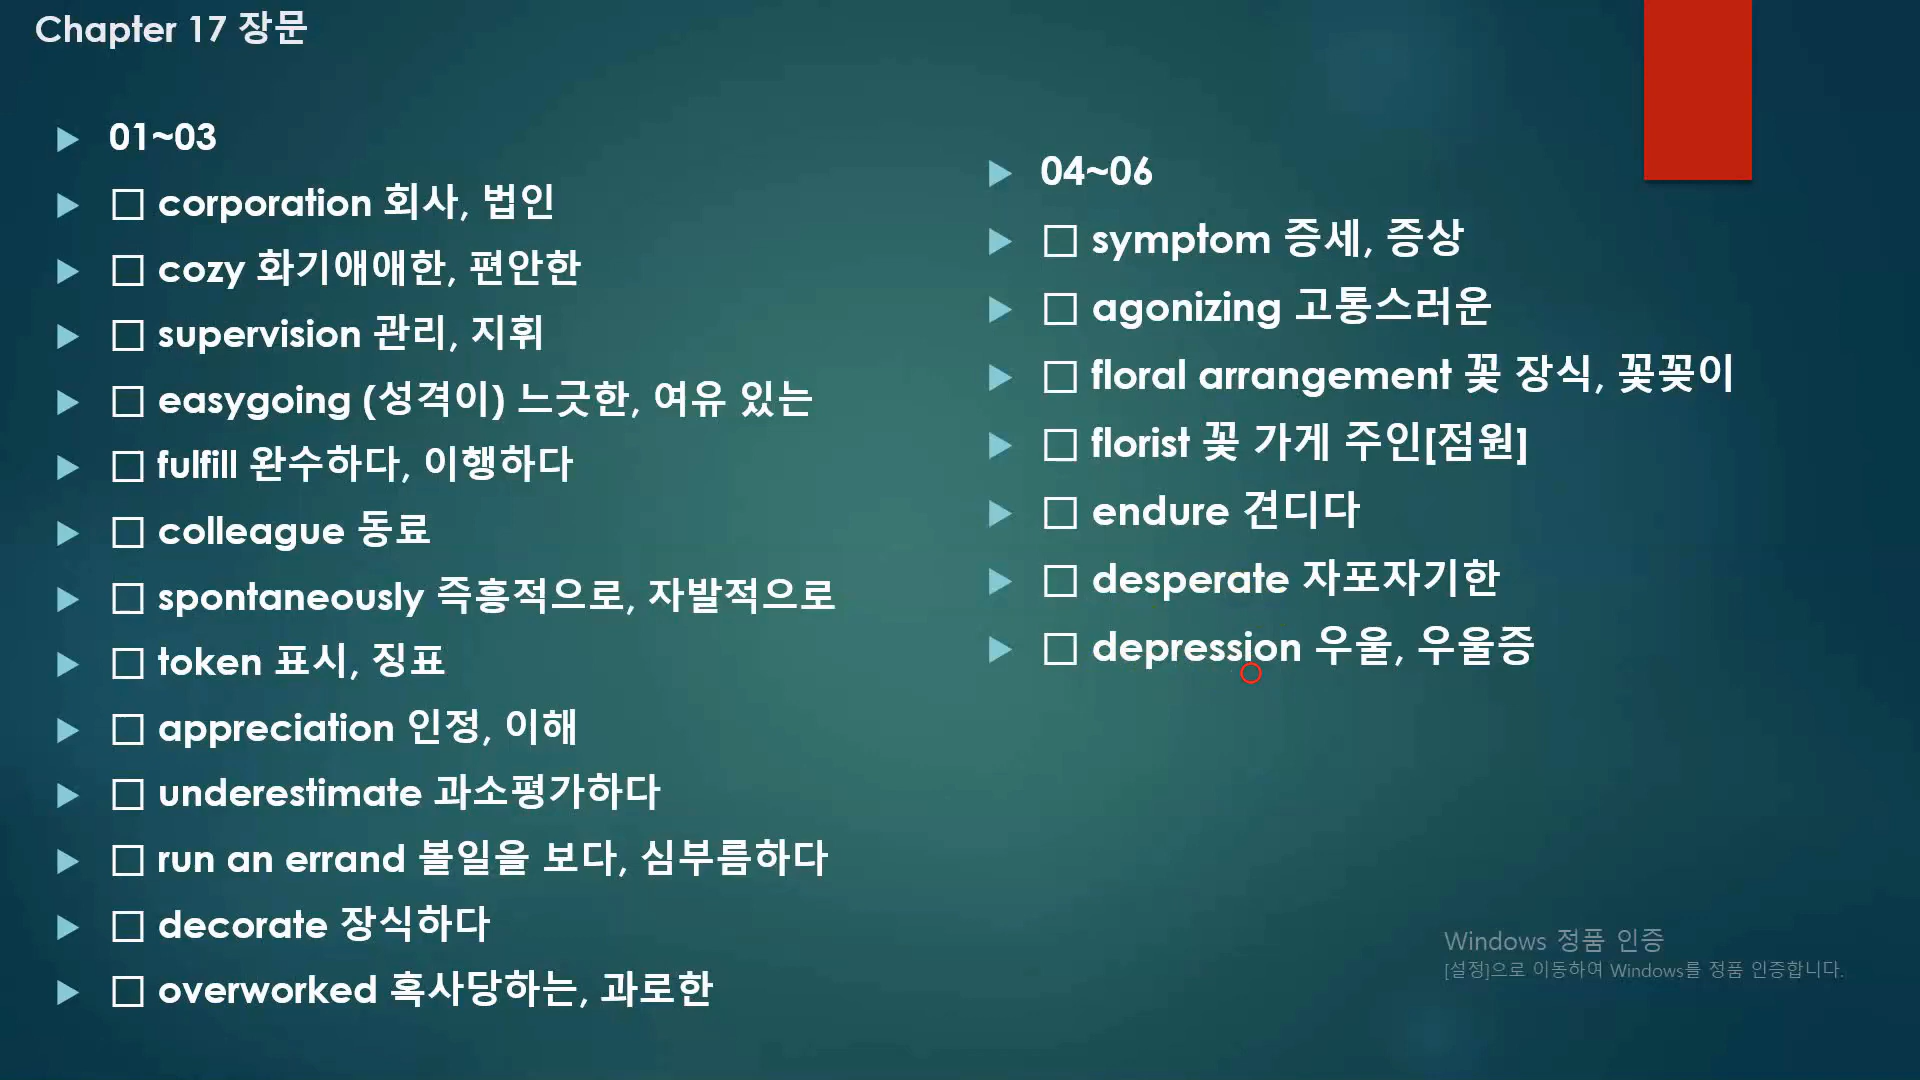 Chapter 17 장문
01~03
□ corporation 회사, 법인
□ cozy 화기애애한, 편안한
□ supervision 관리, 지휘
□ easygoing (성격이) 느긋한, 여유 있는
□ fulfill 완수하다, 이행하다
□ colleague 동료
□ spontaneously 즉흥적으로, 자발적으로
□ token 표시, 징표
□ appreciation 인정, 이해
□ underestimate 과소평가하다
□ run an errand 볼일을 보다, 심부름하다
□ decorate 장식하다
□ overworked 혹사당하는, 과로한
04~06
□ symptom 증세, 증상
□ agonizing 고통스러운
□ floral arrangement 꽃 장식, 꽃꽂이
□ florist 꽃 가게 주인[점원]
□ endure 견디다
□ desperate 자포자기한
□ depression 우울, 우울증
Windows 정품 인증
[설정]으로 이동하여 Windows를 정품 인증합니다.